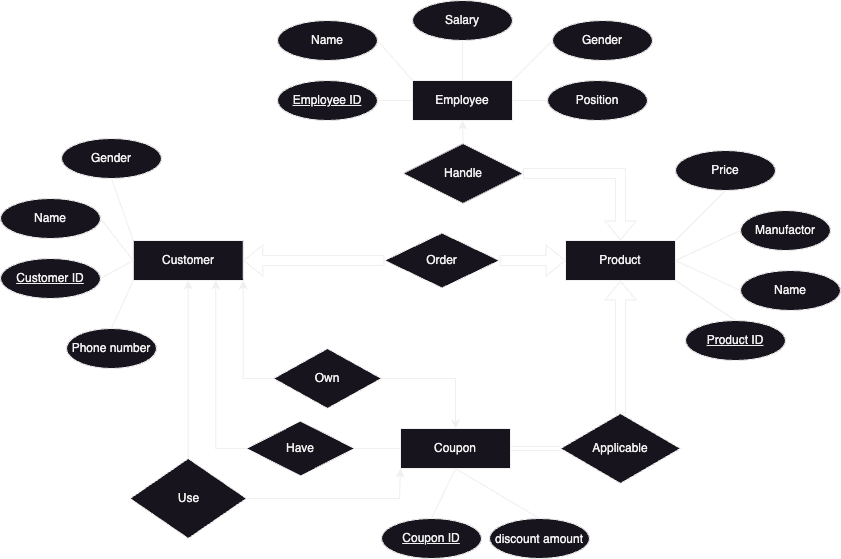 Salary
Name
Gender
Employee ID
Employee
Position
Gender
Handle
Price
Name
Manufactor
Customer
Order
Product
Customer ID
Name
Phone number
Product ID
Own
Have
Coupon
Applicable
Use
Coupon ID
discount amount